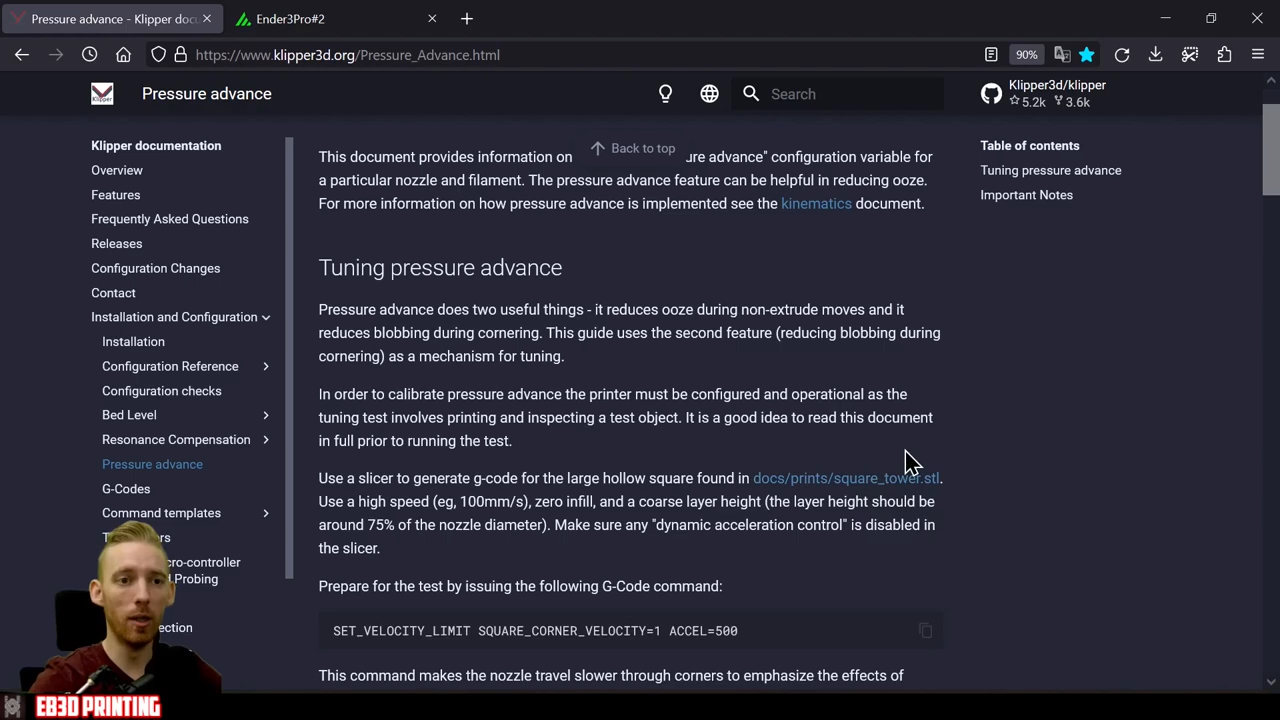 Pressure advance - Klipper docu
Ender3Pro#2
https://www.klipper3d.org/Pressure_Advance.html
90%
Klipper
Pressure advance
Search
Klipper3d/klipper
5.2k 3.6k
Klipper documentation
Overview
Features
Frequently Asked Questions
Releases
Configuration Changes
Contact
Installation and Configuration
Installation
Configuration Reference
Configuration checks
Bed Level
Resonance Compensation
Pressure advance
G-Codes
Command templates
Back to top
This document provides information on ure advance" configuration variable for
a particular nozzle and filament. The pressure advance feature can be helpful in reducing ooze.
For more information on how pressure advance is implemented see the kinematics document.
Tuning pressure advance
Pressure advance does two useful things - it reduces ooze during non-extrude moves and it
reduces blobbing during cornering. This guide uses the second feature (reducing blobbing during
cornering) as a mechanism for tuning.
In order to calibrate pressure advance the printer must be configured and operational as the
tuning test involves printing and inspecting a test object. It is a good idea to read this document
in full prior to running the test.
Use a slicer to generate g-code for the large hollow square found in docs/prints/square_tower.stl.
Use a high speed (eg, 100mm/s), zero infill, and a coarse layer height (the layer height should be
around 75% of the nozzle diameter). Make sure any "dynamic acceleration control" is disabled in
the slicer.
Prepare for the test by issuing the following G-Code command:
SET_VELOCITY_LIMIT SQUARE_CORNER_VELOCITY=1 ACCEL=500
This command makes the nozzle travel slower through corners to emphasize the effects of
Table of contents
Tuning pressure advance
Important Notes
EB3D PRINTING